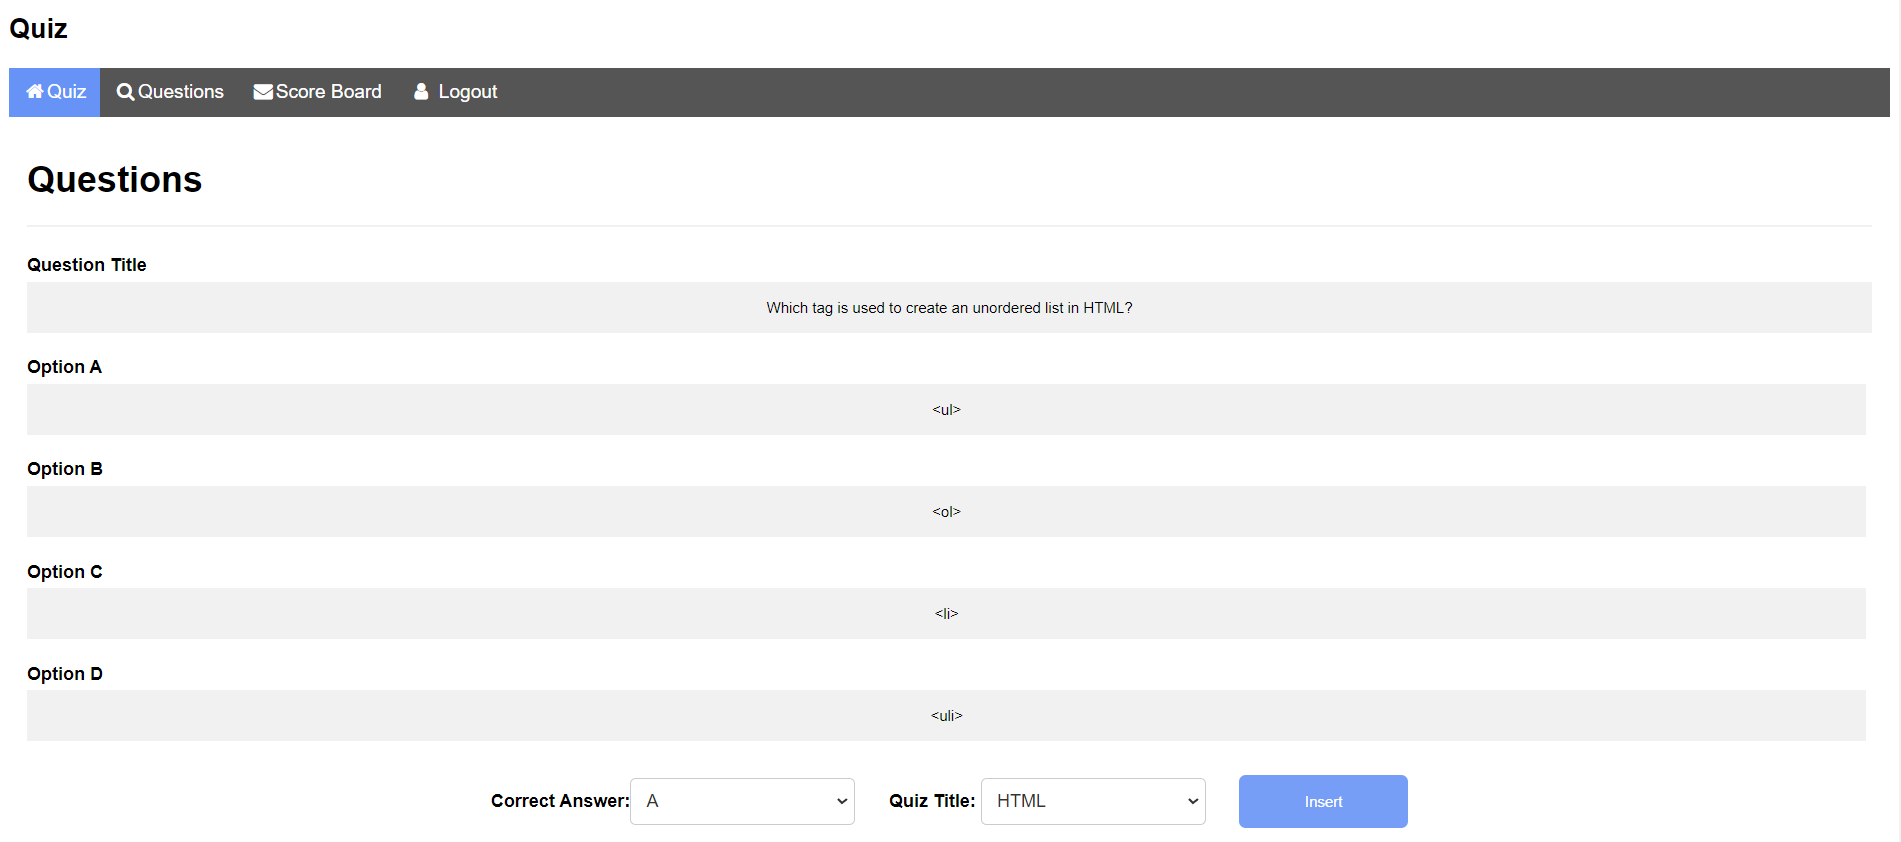 Quiz
Quiz Questions Score Board Logout
Questions
Question Title
Which tag is used to create an unordered list in HTML?
Option A
<ul>
Option B
<ol>
Option C
<li>
Option D
<uli>
Correct Answer: A Quiz Title: HTML Insert